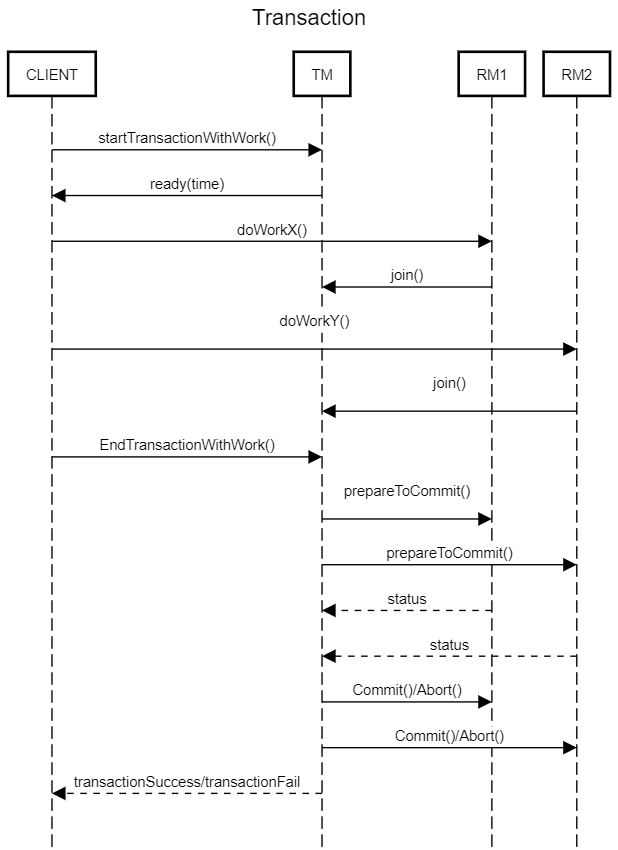 Transaction
CLIENT
TM
RM1
RM2
startTransactionWithWork()
ready(time)
doWorkX()
join()
doWorkY()
join()
EndTransactionWithWork()
prepareToCommit()
prepareToCommit()
status
status
Commit()/Abort()
Commit()/Abort()
transactionSuccess/transactionFail